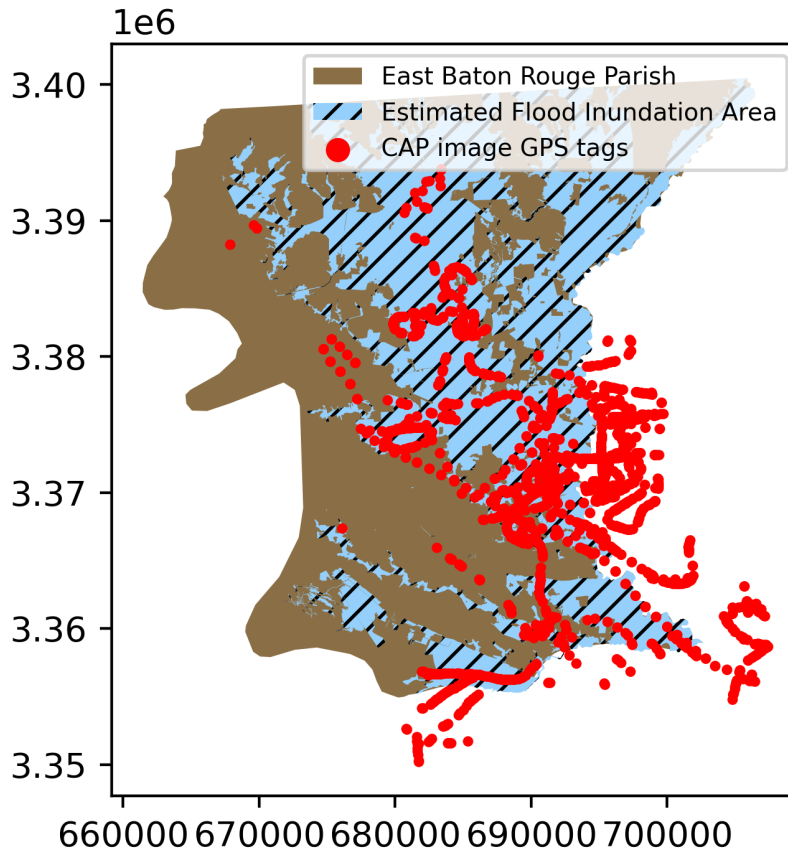 1e6
East Baton Rouge Parish
Estimated Flood Inundation Area
CAP image GPS tags
3.40
3.39
3.38
3.37
3.36
3.35
660000 670000 680000 690000 700000